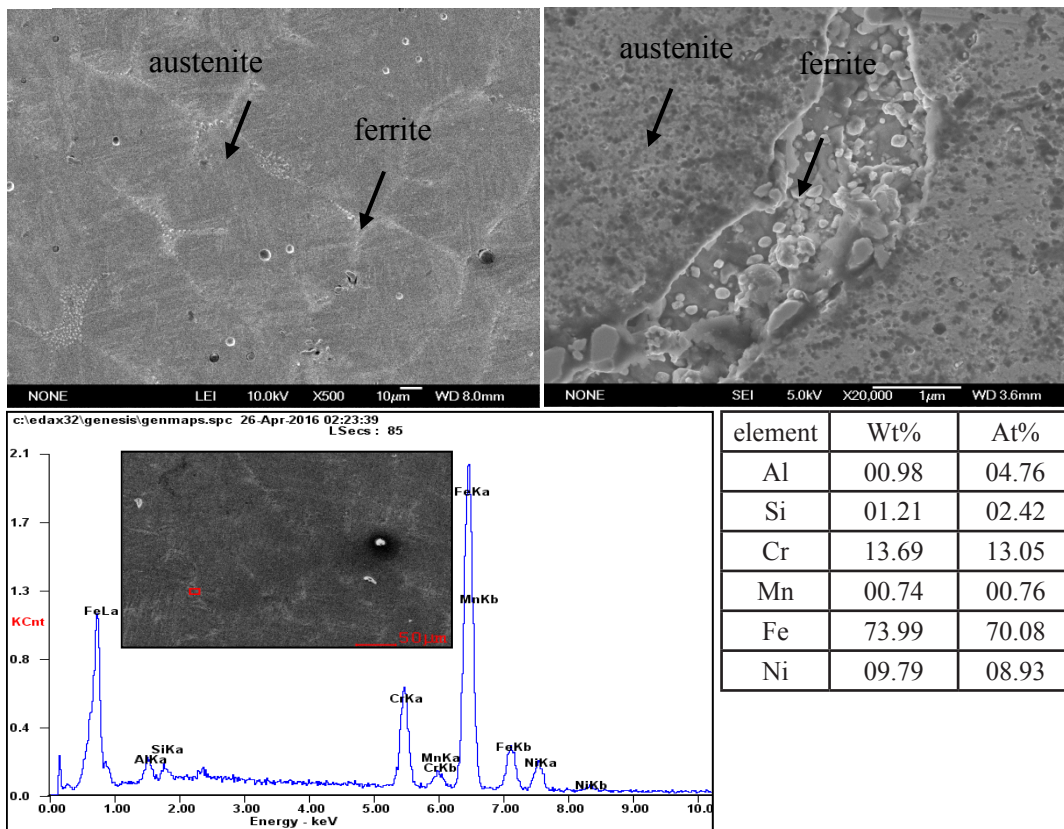 austenite
ferrite
NONE LEI 10.0kV X500 10μm WD 8.0mm
austenite
ferrite
NONE SEI 5.0kV X20,000 1μm WD 3.6mm
c:\edax32\genesis\genmaps.spc 26-Apr-2016 02:23:39
LSecs : 85
2.1
1.7
1.3
KCnt
0.8
0.4
0.0
FeLa
AlKa
SiKa
50μm
CrKa
MnKa
CrKb
FeKa
MnKb
FeKb
NiKa
NiKb
0.00 1.00 2.00 3.00 4.00 5.00 6.00 7.00 8.00 9.00 10.0
Energy - keV
element Wt% At%
Al 00.98 04.76
Si 01.21 02.42
Cr 13.69 13.05
Mn 00.74 00.76
Fe 73.99 70.08
Ni 09.79 08.93